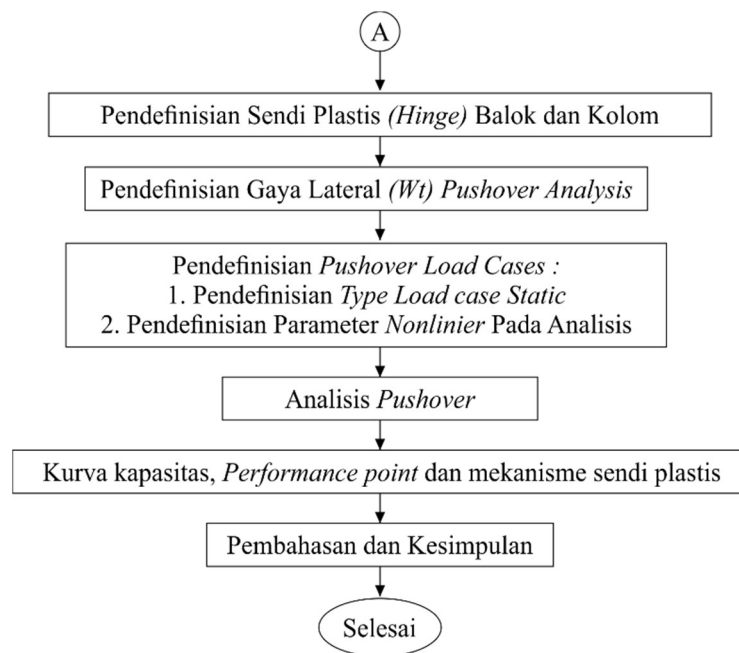 A
Pendefinisian Sendi Plastis (Hinge) Balok dan Kolom
Pendefinisian Gaya Lateral (Wt) Pushover Analysis
Pendefinisian Pushover Load Cases :
1. Pendefinisian Type Load case Static
2. Pendefinisian Parameter Nonlinier Pada Analisis
Analisis Pushover
Kurva kapasitas, Performance point dan mekanisme sendi plastis
Pembahasan dan Kesimpulan
Selesai